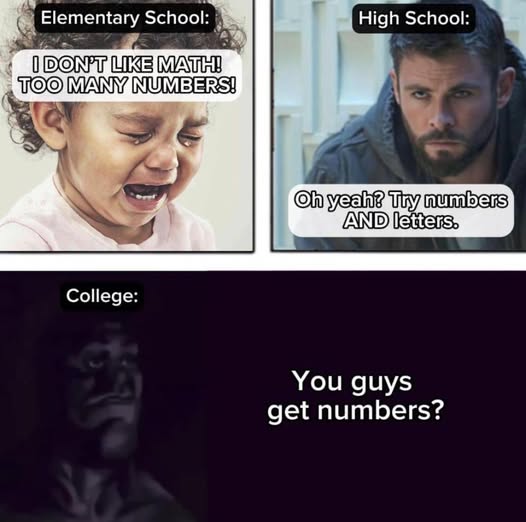 Elementary School:
I DON'T LIKE MATH!
TOO MANY NUMBERS!
High School:
Oh yeah? Try numbers
AND letters.
College:
You guys
get numbers?